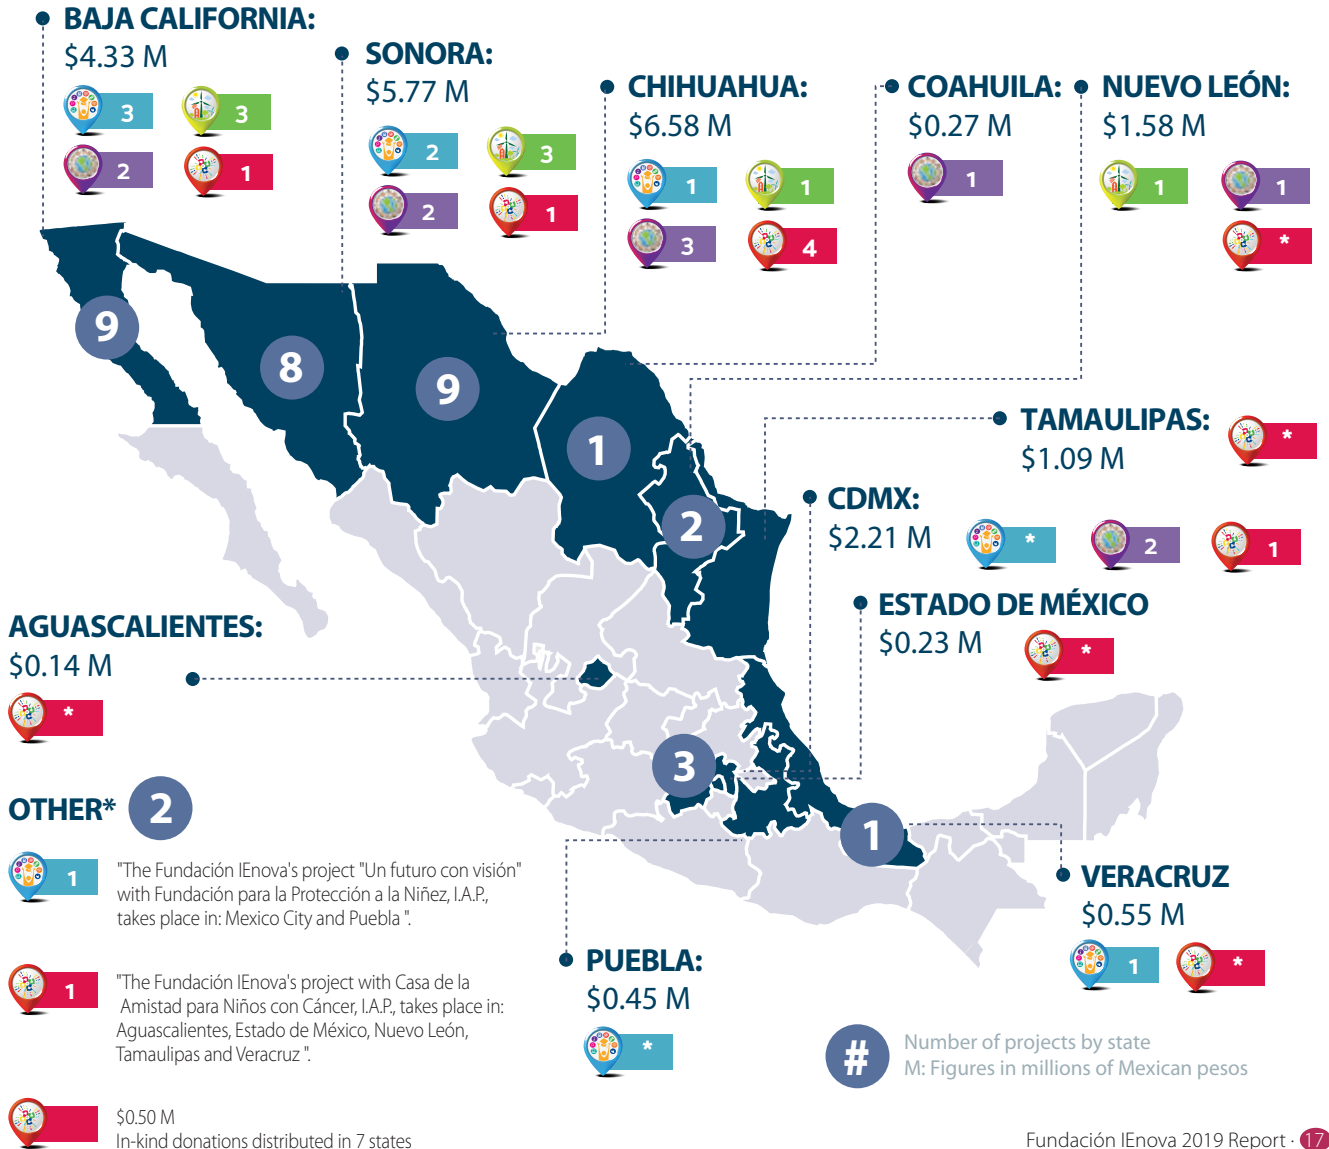 BAJA CALIFORNIA:
$4.33 M
3
3
2
1
SONORA:
$5.77 M
2
3
2
1
CHIHUAHUA:
$6.58 M
1
1
3
4
COAHUILA:
$0.27 M
1
NUEVO LEÓN:
$1.58 M
1
1
*
9
8
9
1
2
3
1
TAMAULIPAS:
$1.09 M
*
CDMX:
$2.21 M
*
2
1
ESTADO DE MÉXICO
$0.23 M
*
AGUASCALIENTES:
$0.14 M
*
OTHER* 2
1
"The Fundación IEnova's project "Un futuro con visión"
with Fundación para la Protección a la Niñez, I.A.P.,
takes place in: Mexico City and Puebla ".
1
"The Fundación IEnova's project with Casa de la
Amistad para Niños con Cáncer, I.A.P., takes place in:
Aguascalientes, Estado de México, Nuevo León,
Tamaulipas and Veracruz ".
$0.50 M
In-kind donations distributed in 7 states
PUEBLA:
$0.45 M
*
VERACRUZ
$0.55 M
1
*
#
Number of projects by state
M: Figures in millions of Mexican pesos
Fundación IEnova 2019 Report · 17